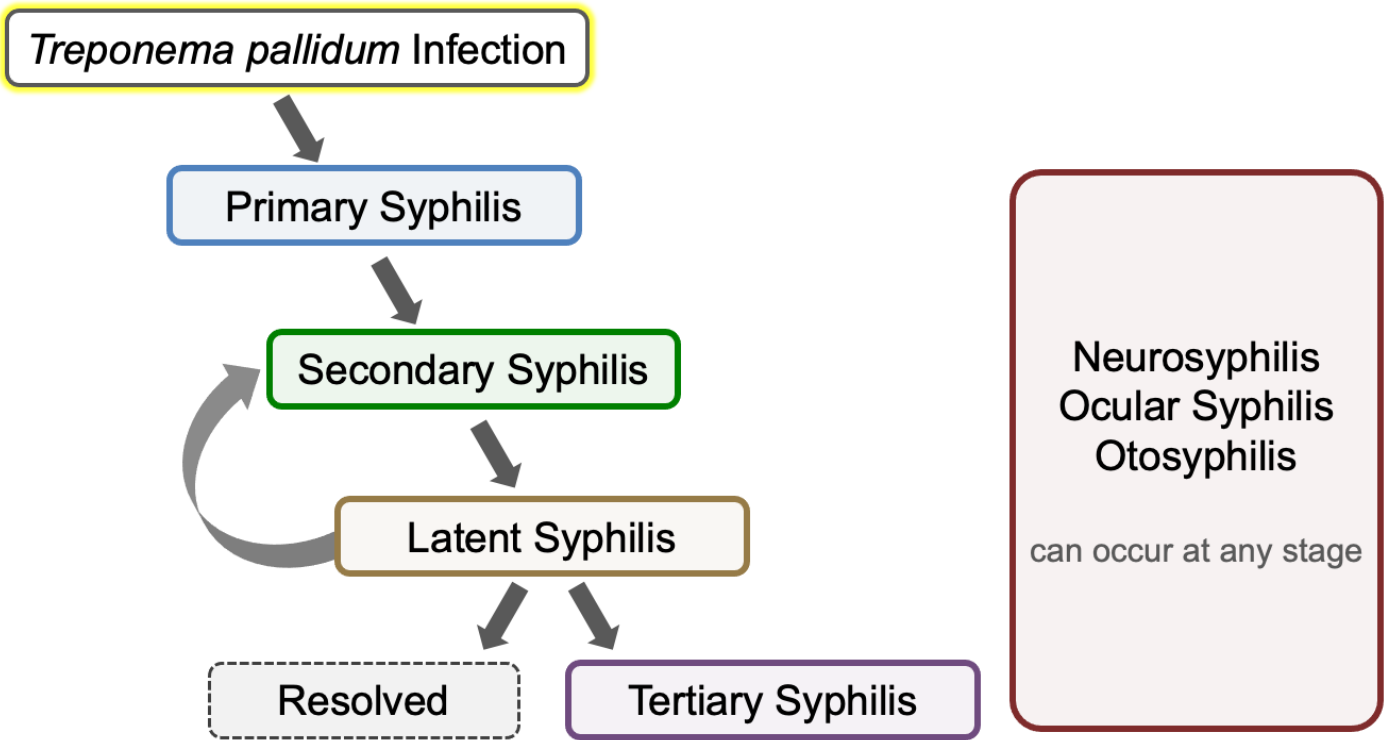 Treponema pallidum Infection
Primary Syphilis
Secondary Syphilis
Latent Syphilis
Resolved
Tertiary Syphilis
Neurosyphilis
Ocular Syphilis
Otosyphilis
can occur at any stage